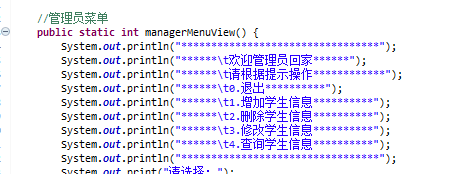 //管理员菜单
public static int managerMenuView() {
System.out.println("*********************************");
System.out.println("******\t欢迎管理员回家******");
System.out.println("******\t请根据提示操作************");
System.out.println("******\t0.退出**********");
System.out.println("******\t1.增加学生信息**********");
System.out.println("******\t2.删除学生信息**********");
System.out.println("******\t3.修改学生信息**********");
System.out.println("******\t4.查询学生信息**********");
System.out.println("*********************************");
System.out.print("请选择：");